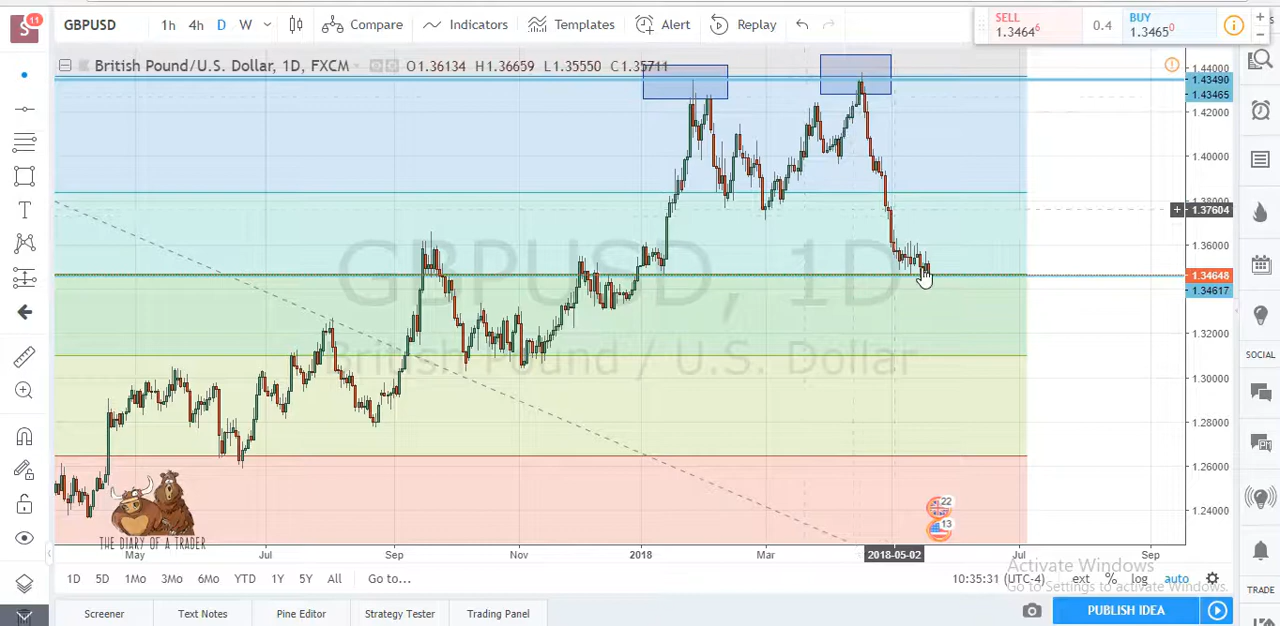 S 11
GBPUSD 1h 4h D W Compare Indicators Templates Alert Replay
SELL 1.34646 0.4 BUY 1.34650
British Pound/U.S. Dollar, 1D, FXCM O1.36134 H1.36659 L1.35550 C1.35711
1.44000
1.43490
1.43465
1.42000
1.40000
1.38000
1.37604
1.36000
1.34648
1.34617
1.32000
1.30000
1.28000
1.26000
1.24000
GBPUSD, 1D
British Pound / U.S. Dollar
SOCIAL
THE DIARY OF A TRADER
22
13
May Jul Sep Nov 2018 Mar 2018-05-02 Jul Sep
Activate Windows
Go to Settings to activate Windows.
1D 5D 1Mo 3Mo 6Mo YTD 1Y 5Y All Go to... 10:35:31 (UTC-4) ext % log auto
TRADE
Screener Text Notes Pine Editor Strategy Tester Trading Panel PUBLISH IDEA